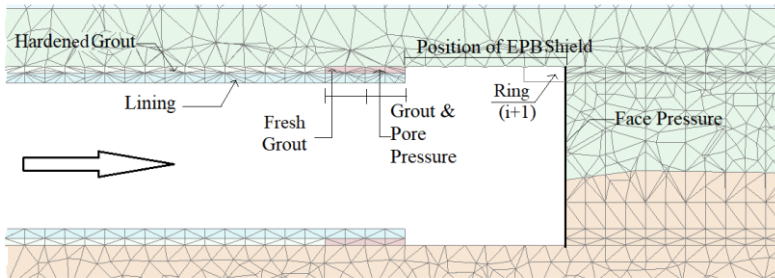 Hardened Grout
Position of EPB Shield
Lining
Fresh
Grout
Grout &
Pore
Pressure
Ring
(i+1)
Face Pressure